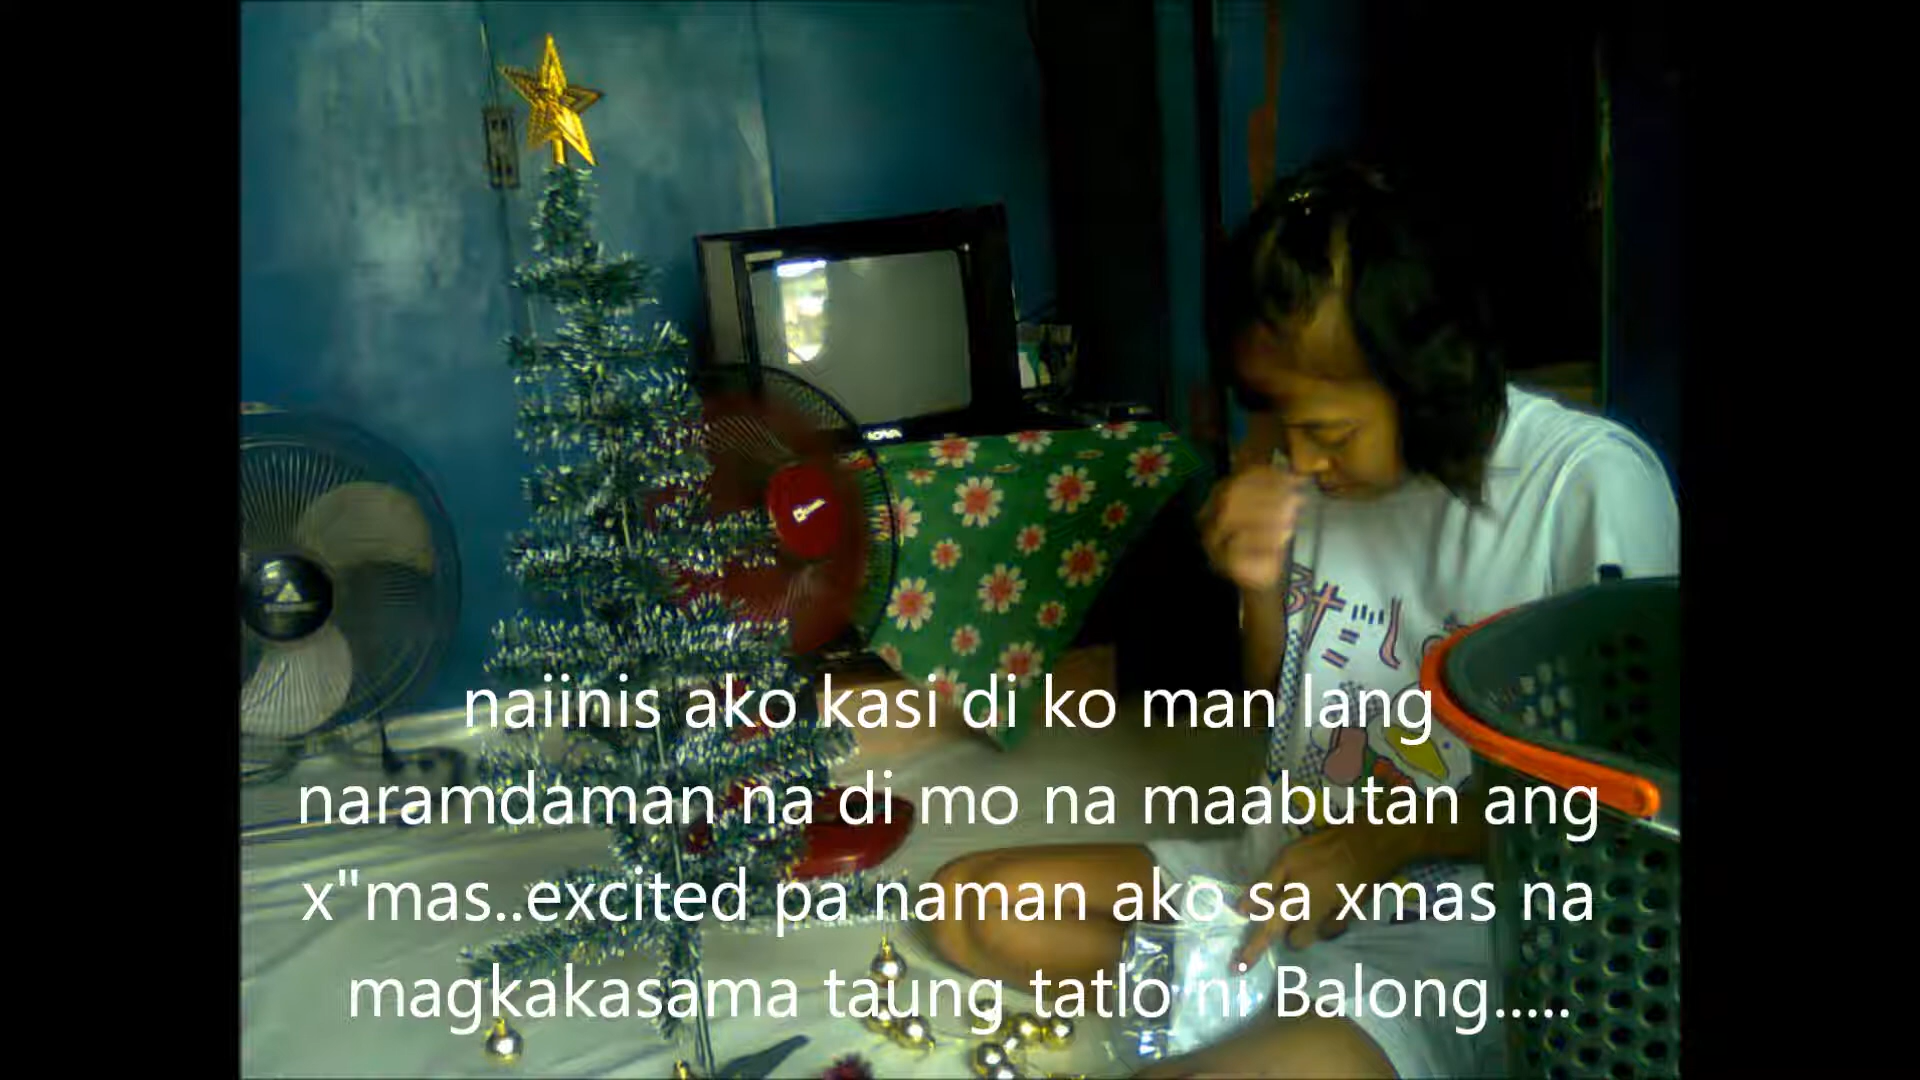 naiinis ako kasi di ko man lang
naramdaman na di mo na maabutan ang
x"mas..excited pa naman ako sa xmas na
magkakasama taung tatlo ni Balong.....